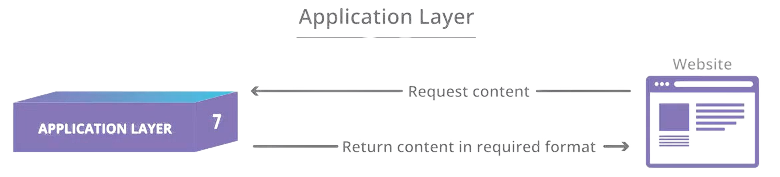 Application Layer
Website
Request content
APPLICATION LAYER 7
Return content in required format